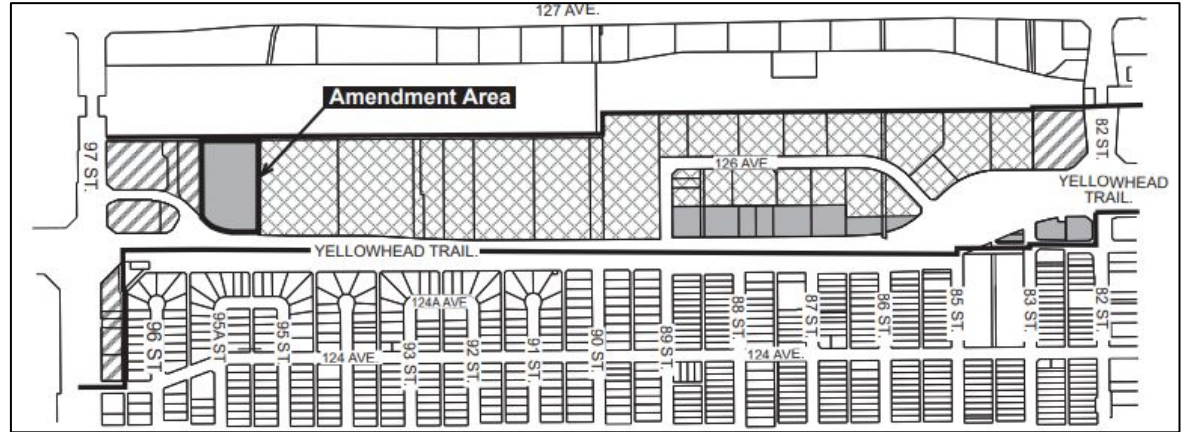 127 AVE.
Amendment Area
97 ST.
82 ST.
126 AVE.
YELLOWHEAD
TRAIL.
YELLOWHEAD TRAIL.
124A AVE
96 ST
95A ST
95 ST
93 ST.
92 ST.
91 ST.
90 ST.
89 ST.
88 ST.
87 ST.
86 ST.
85 ST.
83 ST.
82 ST.
124 AVE.
124 AVE.